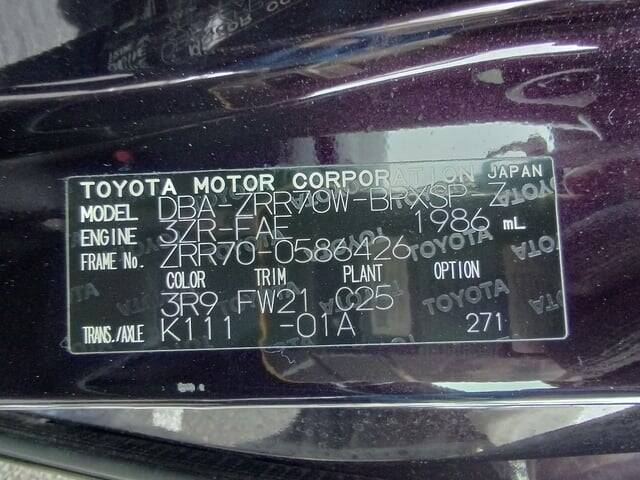 TOYOTA MOTOR CORPORATION JAPAN
MODEL DBA-ZRR70W-BRXSP-Z
ENGINE 3ZR-FAE 1986 mL
FRAME No. ZRR70-0586426
COLOR TRIM PLANT OPTION
3R9 FW21 C25
TRANS./AXLE K111 -01A 271